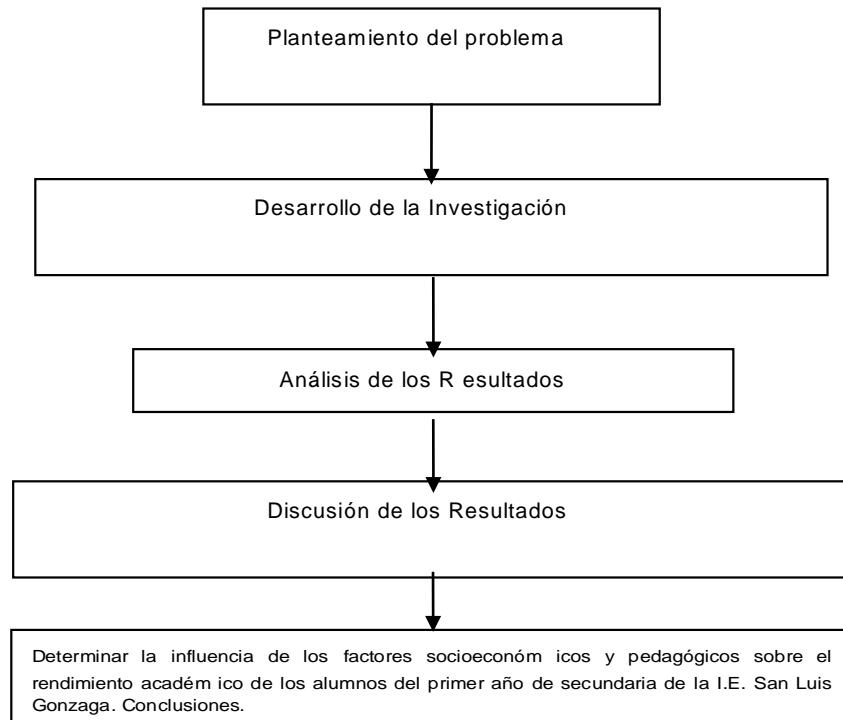 Planteamiento del problema
Desarrollo de la Investigación
Análisis de los R esultados
Discusión de los Resultados
Determinar la influencia de los factores socioeconóm icos y pedagógicos sobre el
rendimiento académ ico de los alumnos del primer año de secundaria de la I.E. San Luis
Gonzaga. Conclusiones.